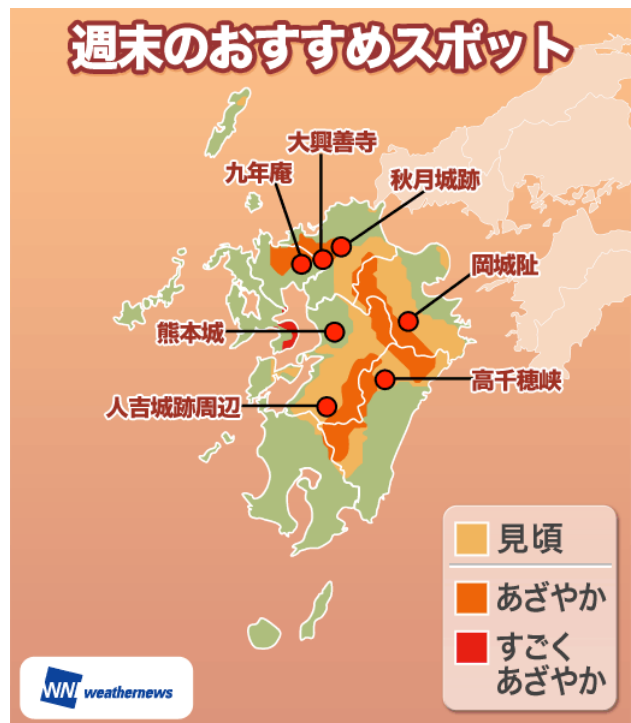 週末のおすすめスポット
大興善寺
九年庵
秋月城跡
岡城阯
熊本城
高千穂峡
人吉城跡周辺
見頃
あざやか
すごく
あざやか
WNI weathernews